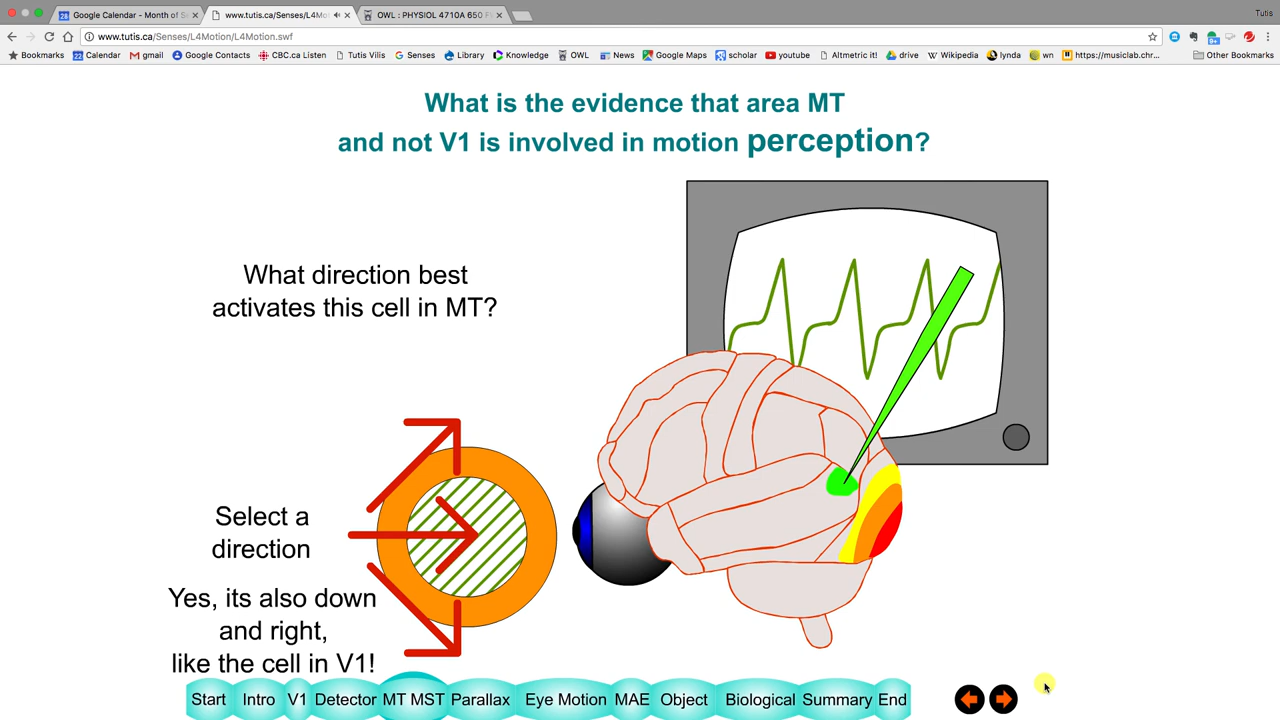 Google Calendar - Month of S
www.tutis.ca/Senses/L4Mo
OWL : PHYSIOL 4710A 650 F
Tutis
www.tutis.ca/Senses/L4Motion/L4Motion.swf
Bookmarks Calendar gmail Google Contacts CBC.ca Listen Tutis Vilis Senses Library Knowledge OWL News Google Maps scholar youtube Altmetric it! drive Wikipedia lynda wn https://musiclab.chr... Other Bookmarks
What is the evidence that area MT
and not V1 is involved in motion perception?
What direction best
activates this cell in MT?
Select a
direction
Yes, its also down
and right,
like the cell in V1!
Start Intro V1 Detector MT MST Parallax Eye Motion MAE Object Biological Summary End